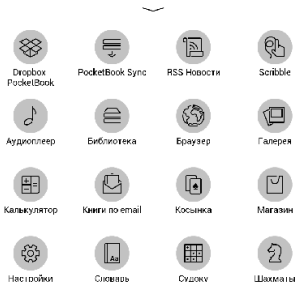 Dropbox PocketBook Sync RSS Новости Scribble
PocketBook
Аудиоплеер Библиотека Браузер Галерея
Калькулятор Книги по email Косынка Магазин
Aa
Настройки Словарь Судоку Шахматы